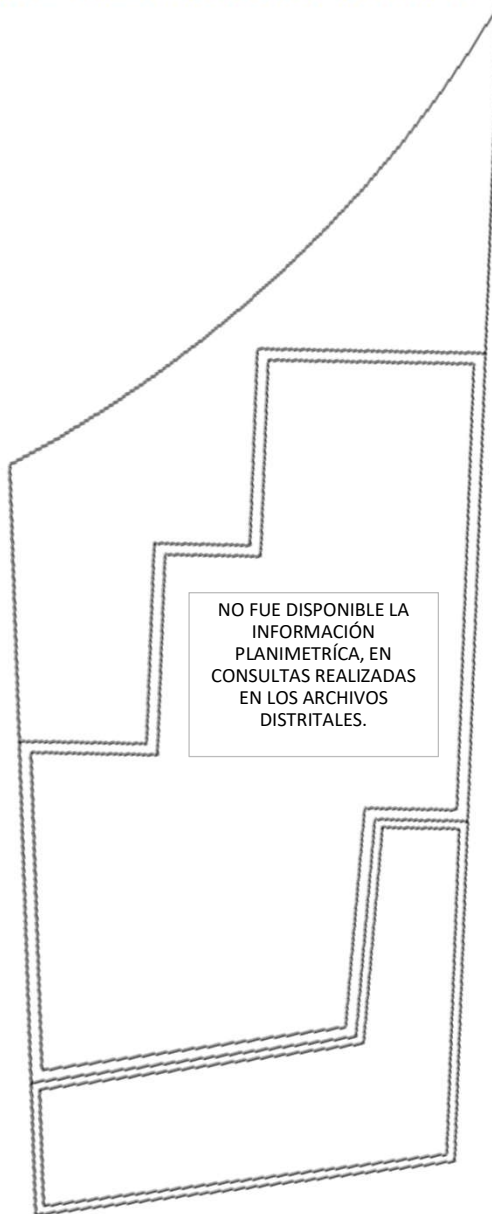 NO FUE DISPONIBLE LA
INFORMACIÓN
PLANIMETRÍCA, EN
CONSULTAS REALIZADAS
EN LOS ARCHIVOS
DISTRITALES.